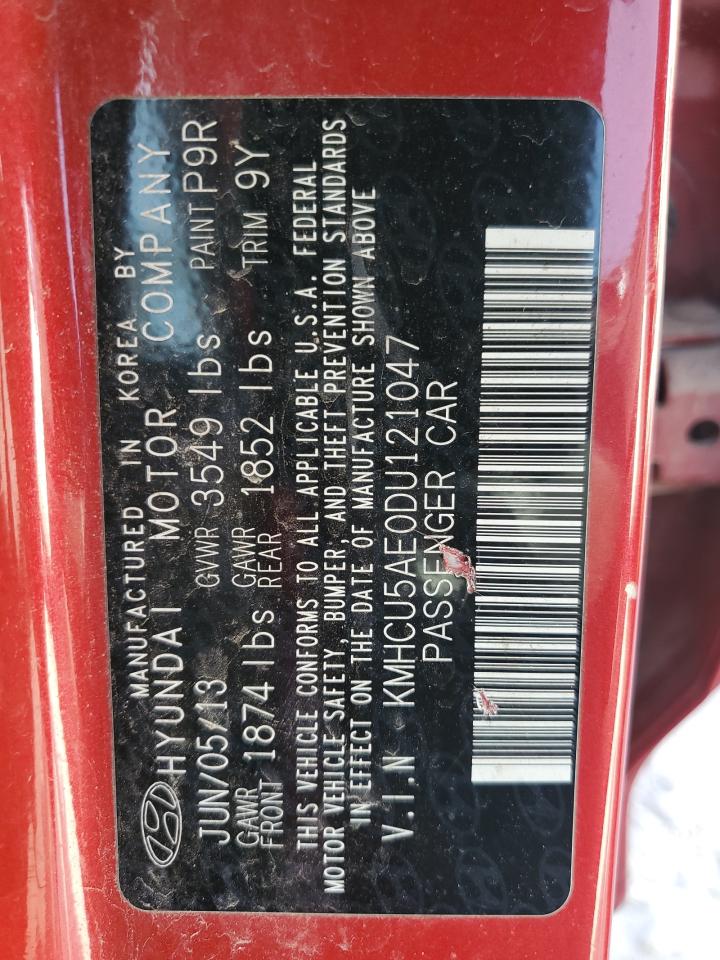 MANUFACTURED IN KOREA BY
HYUNDAI MOTOR COMPANY
JUN/05/13 GVWR 3549 lbs PAINT P9R
GAWR FRONT 1874 lbs GAWR REAR 1852 lbs TRIM 9Y
THIS VEHICLE CONFORMS TO ALL APPLICABLE U.S.A. FEDERAL
MOTOR VEHICLE SAFETY, BUMPER, AND THEFT PREVENTION STANDARDS
IN EFFECT ON THE DATE OF MANUFACTURE SHOWN ABOVE
V.I.N KMHCU5AE0DU121047
PASSENGER CAR